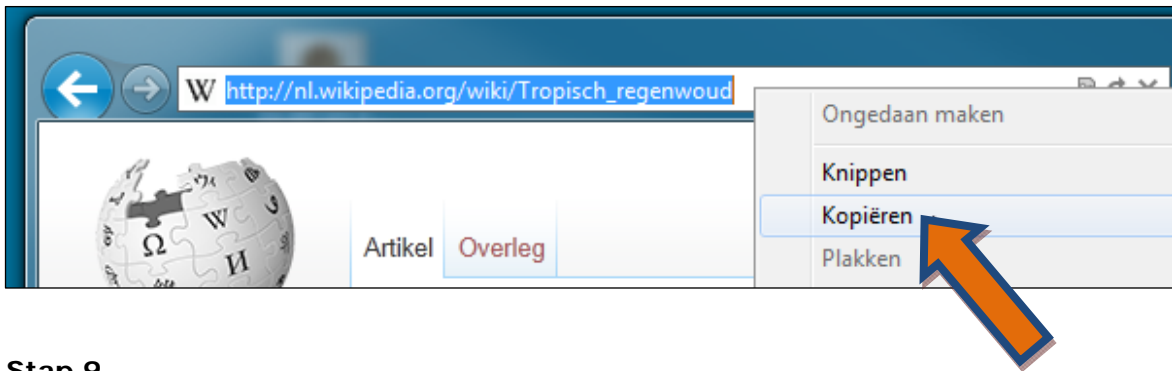 W http://nl.wikipedia.org/wiki/Tropisch_regenwoud
Ongedaan maken
Knippen
Kopiëren
Plakken
Artikel Overleg
Ω W И
Stap 9